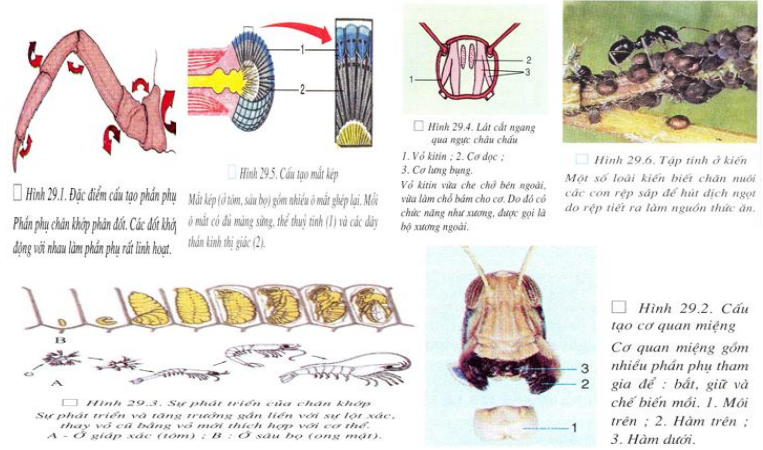 □ Hình 29.1. Đặc điểm cấu tạo phần phụ
Phần phụ chân khớp phân đốt. Các đốt khớp
động với nhau làm phần phụ rất linh hoạt.
1
2
□ Hình 29.5. Cấu tạo mắt kép
Mắt kép (ở tôm, sâu bọ) gồm nhiều ô mắt ghép lại. Mỗi
ô mắt có đủ màng sừng, thể thuỷ tinh (1) và các dây
thần kinh thị giác (2).
1
2
3
□ Hình 29.4. Lát cắt ngang
qua ngực châu chấu
1. Vỏ kitin ; 2. Cơ dọc ;
3. Cơ lưng bụng.
Vỏ kitin vừa che chở bên ngoài,
vừa làm chỗ bám cho cơ. Do đó có
chức năng như xương, được gọi là
bộ xương ngoài.
□ Hình 29.6. Tập tính ở kiến
Một số loài kiến biết chăn nuôi
các con rệp sáp để hút dịch ngọt
do rệp tiết ra làm nguồn thức ăn.
B
A
□ Hình 29.3. Sự phát triển của chân khớp
Sự phát triển và tăng trưởng gắn liền với sự lột xác,
thay vỏ cũ bằng vỏ mới thích hợp với cơ thể.
A - Ở giáp xác (tôm) ; B : Ở sâu bọ (ong mật).
3
2
1
□ Hình 29.2. Cấu
tạo cơ quan miệng
Cơ quan miệng gồm
nhiều phần phụ tham
gia để : bắt, giữ và
chế biến mồi. 1. Môi
trên ; 2. Hàm trên ;
3. Hàm dưới.